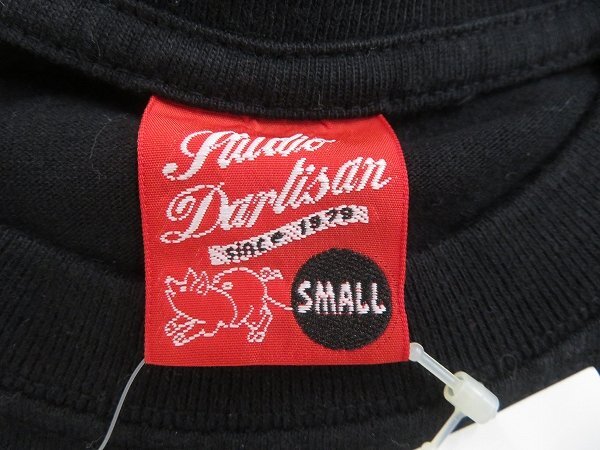 Studio
Dartisan
SINCE 1979
SMALL